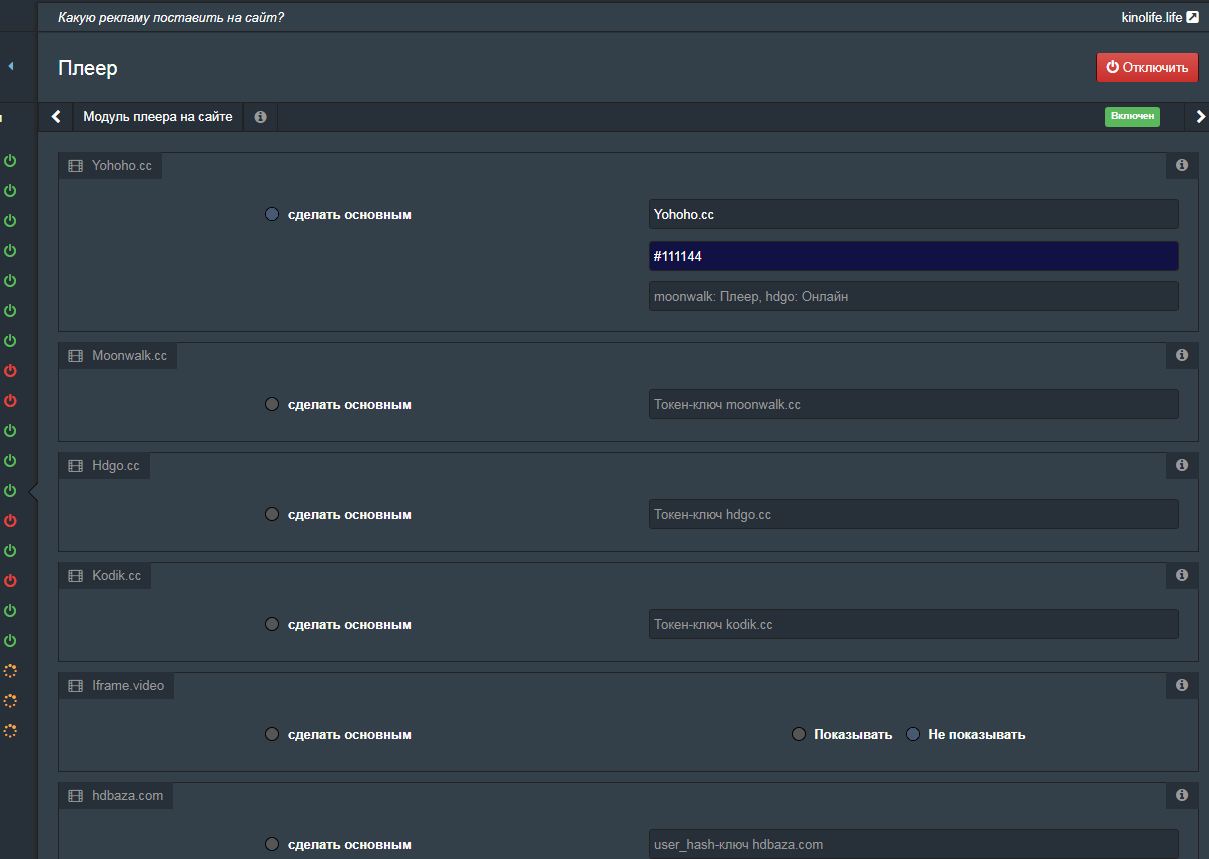 Какую рекламу поставить на сайт?
kinolife.life
Плеер
Отключить
Модуль плеера на сайте
Включен
Yohoho.cc
сделать основным
Yohoho.cc
#111144
moonwalk: Плеер, hdgo: Онлайн
Moonwalk.cc
сделать основным
Токен-ключ moonwalk.cc
Hdgo.cc
сделать основным
Токен-ключ hdgo.cc
Kodik.cc
сделать основным
Токен-ключ kodik.cc
Iframe.video
сделать основным
Показывать
Не показывать
hdbaza.com
сделать основным
user_hash-ключ hdbaza.com